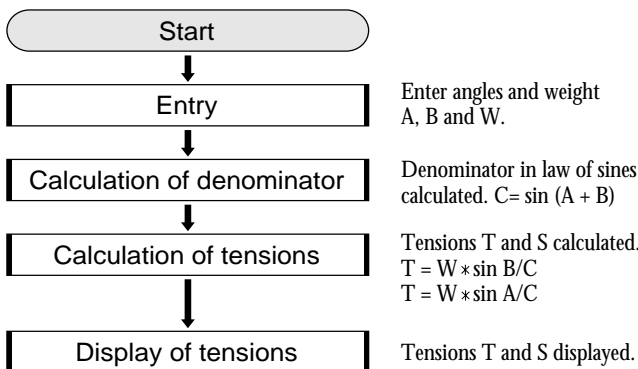 Start
Entry
Enter angles and weight
A, B and W.
Calculation of denominator
Denominator in law of sines
calculated. C= sin (A + B)
Calculation of tensions
Tensions T and S calculated.
T = W * sin B/C
T = W * sin A/C
Display of tensions
Tensions T and S displayed.